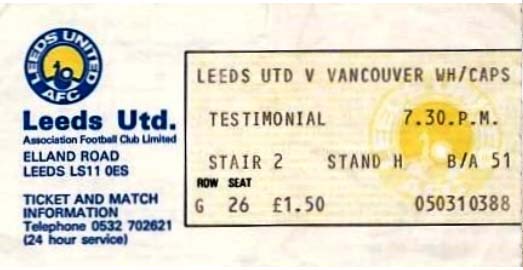 LEEDS UNITED
AFC
Leeds Utd.
Association Football Club Limited
ELLAND ROAD
LEEDS LS11 0ES
TICKET AND MATCH
INFORMATION
Telephone 0532 702621
(24 hour service)
LEEDS UTD V VANCOUVER WH/CAPS
TESTIMONIAL 7.30.P.M.
STAIR 2 STAND H B/A 51
ROW SEAT
G 26 £1.50 050310388